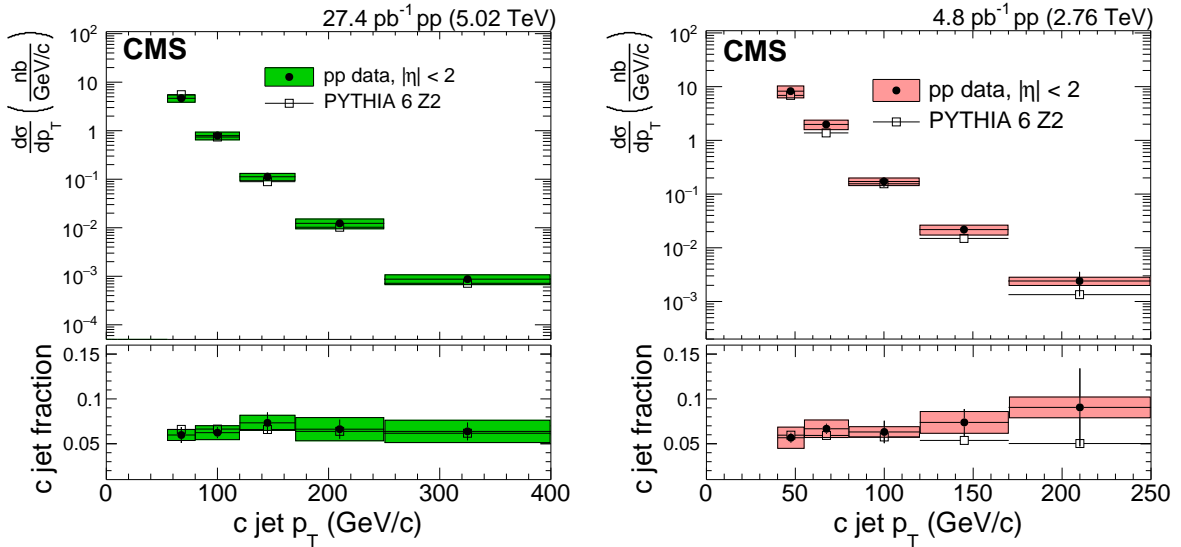 27.4 pb⁻¹ pp (5.02 TeV)
CMS
pp data, |η| < 2
PYTHIA 6 Z2
dσ/dp_T (nb/GeV/c)
10²
10
1
10⁻¹
10⁻²
10⁻³
10⁻⁴
c jet fraction
0.15
0.1
0.05
0 100 200 300 400
c jet p_T (GeV/c)
4.8 pb⁻¹ pp (2.76 TeV)
CMS
pp data, |η| < 2
PYTHIA 6 Z2
dσ/dp_T (nb/GeV/c)
10²
10
1
10⁻¹
10⁻²
10⁻³
c jet fraction
0.15
0.1
0.05
0 50 100 150 200 250
c jet p_T (GeV/c)